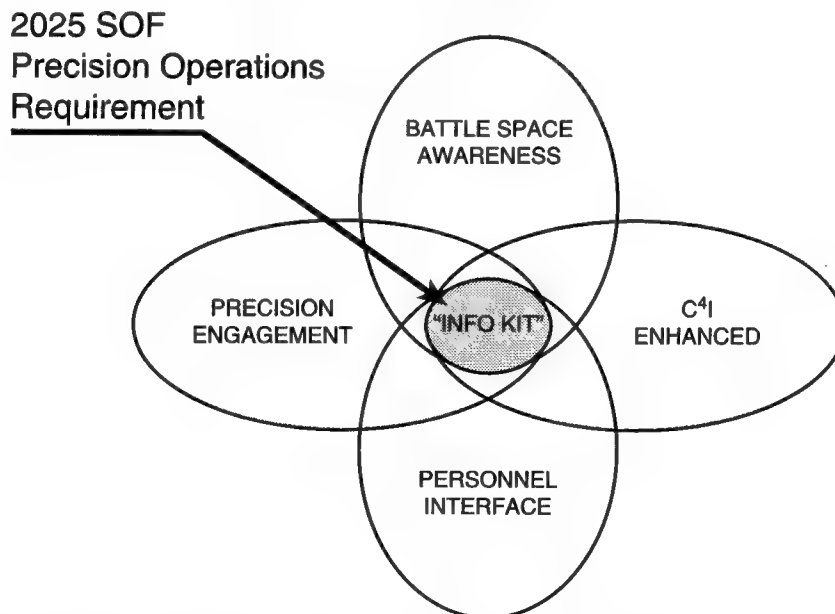 2025 SOF
Precision Operations
Requirement
BATTLE SPACE
AWARENESS
PRECISION
ENGAGEMENT
"INFO KIT"
C⁴I
ENHANCED
PERSONNEL
INTERFACE